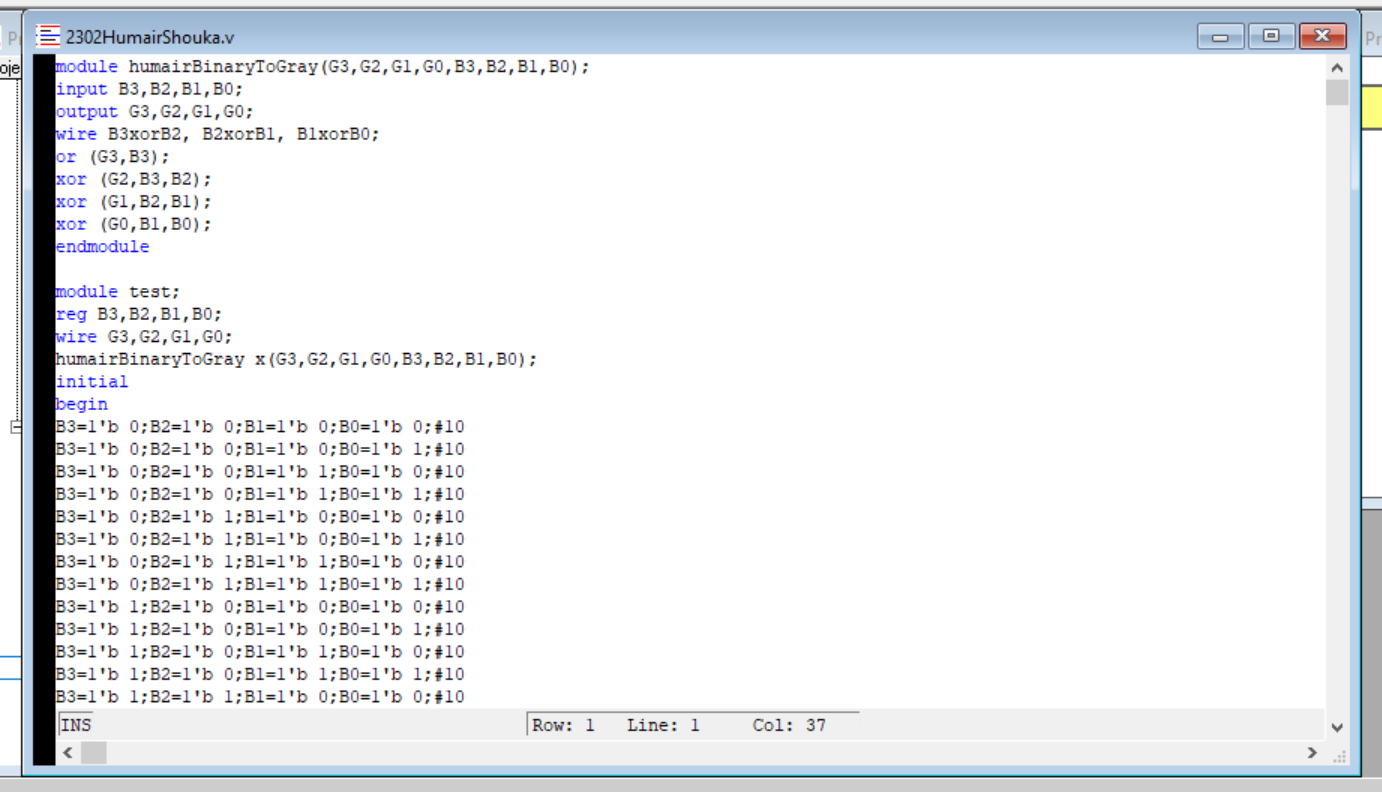 2302HumairShouka.v
Pr
oje
module humairBinaryToGray(G3,G2,G1,G0,B3,B2,B1,B0);
input B3,B2,B1,B0;
output G3,G2,G1,G0;
wire B3xorB2, B2xorB1, B1xorB0;
or (G3,B3);
xor (G2,B3,B2);
xor (G1,B2,B1);
xor (G0,B1,B0);
endmodule
module test;
reg B3,B2,B1,B0;
wire G3,G2,G1,G0;
humairBinaryToGray x(G3,G2,G1,G0,B3,B2,B1,B0);
initial
begin
B3=1'b 0;B2=1'b 0;B1=1'b 0;B0=1'b 0;#10
B3=1'b 0;B2=1'b 0;B1=1'b 0;B0=1'b 1;#10
B3=1'b 0;B2=1'b 0;B1=1'b 1;B0=1'b 0;#10
B3=1'b 0;B2=1'b 0;B1=1'b 1;B0=1'b 1;#10
B3=1'b 0;B2=1'b 1;B1=1'b 0;B0=1'b 0;#10
B3=1'b 0;B2=1'b 1;B1=1'b 0;B0=1'b 1;#10
B3=1'b 0;B2=1'b 1;B1=1'b 1;B0=1'b 0;#10
B3=1'b 0;B2=1'b 1;B1=1'b 1;B0=1'b 1;#10
B3=1'b 1;B2=1'b 0;B1=1'b 0;B0=1'b 0;#10
B3=1'b 1;B2=1'b 0;B1=1'b 0;B0=1'b 1;#10
B3=1'b 1;B2=1'b 0;B1=1'b 1;B0=1'b 0;#10
B3=1'b 1;B2=1'b 0;B1=1'b 1;B0=1'b 1;#10
B3=1'b 1;B2=1'b 1;B1=1'b 0;B0=1'b 0;#10
INS Row: 1 Line: 1 Col: 37